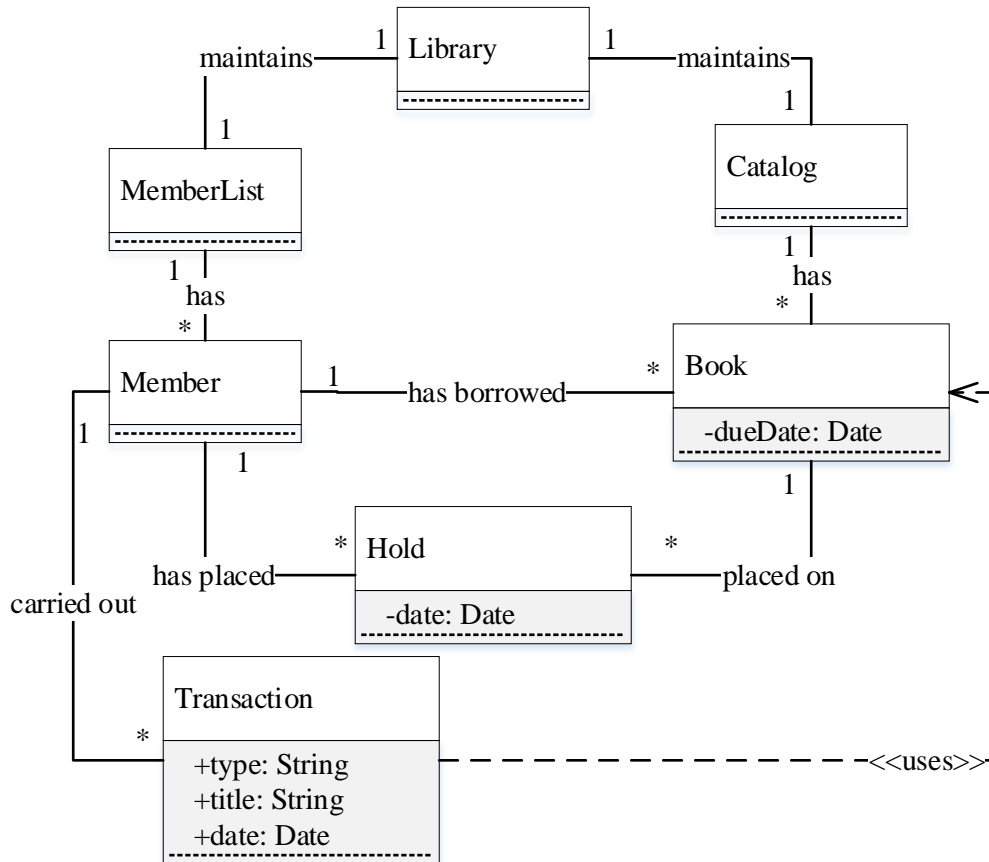 1
Library
1
maintains
maintains
1
1
MemberList
Catalog
1
1
has
has
*
*
Member
Book
1
has borrowed
*
1
-dueDate: Date
1
1
*
Hold
*
has placed
placed on
carried out
-date: Date
Transaction
*
+type: String
<<uses>>
+title: String
+date: Date